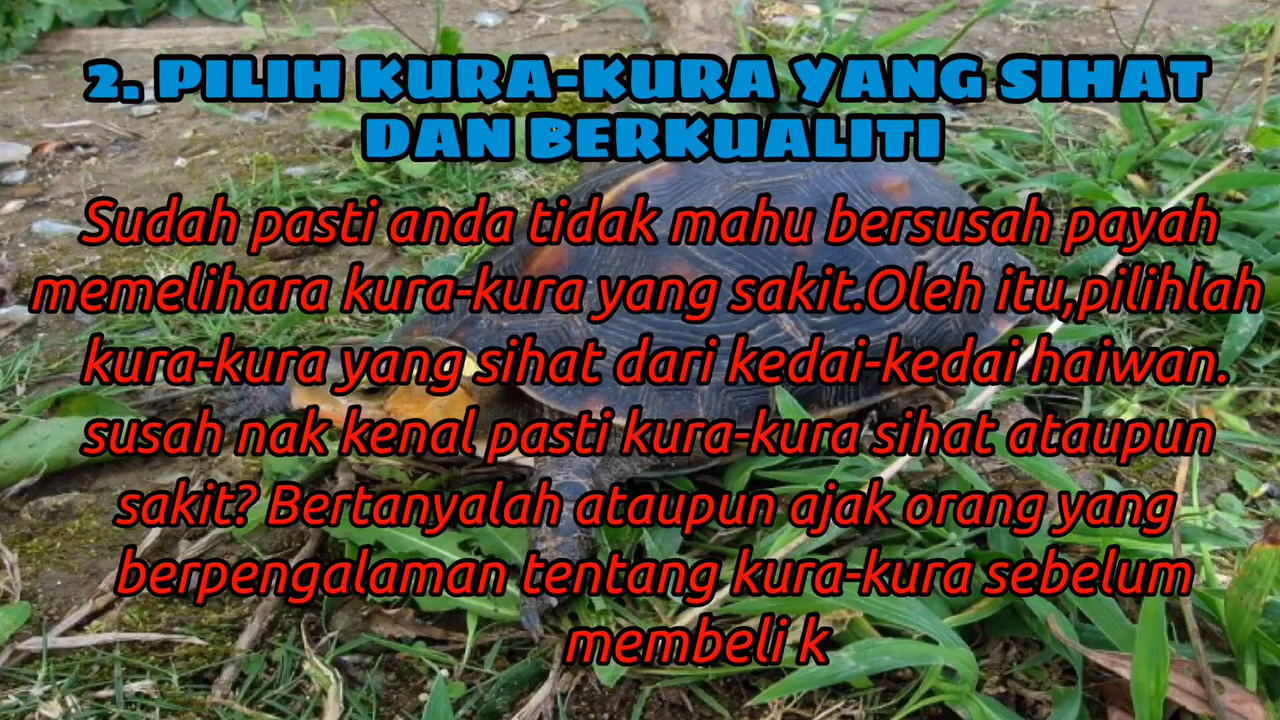 2. PILIH KURA-KURA YANG SIHAT
DAN BERKUALITI
Sudah pasti anda tidak mahu bersusah payah
memelihara kura-kura yang sakit.Oleh itu,pilihlah
kura-kura yang sihat dari kedai-kedai haiwan.
susah nak kenal pasti kura-kura sihat ataupun
sakit? Bertanyalah ataupun ajak orang yang
berpengalaman tentang kura-kura sebelum
membeli k